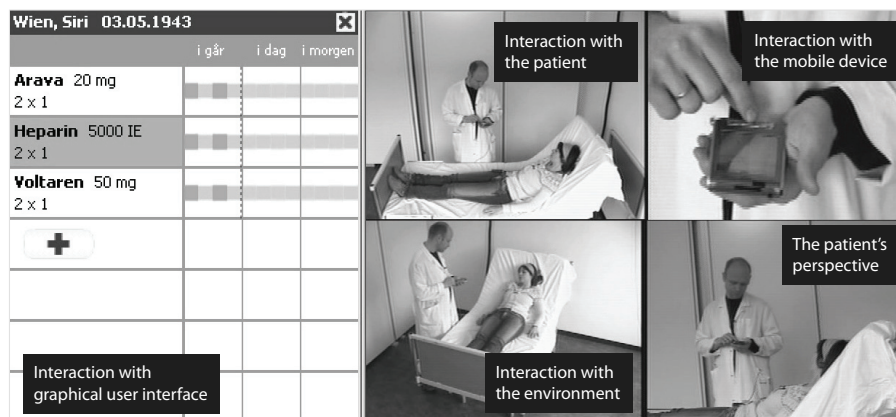 Wien, Siri 03.05.1943
i går i dag i morgen
Arava 20 mg
2 x 1
Heparin 5000 IE
2 x 1
Voltaren 50 mg
2 x 1
Interaction with
graphical user interface
Interaction with
the patient
Interaction with
the mobile device
Interaction with
the environment
The patient's
perspective